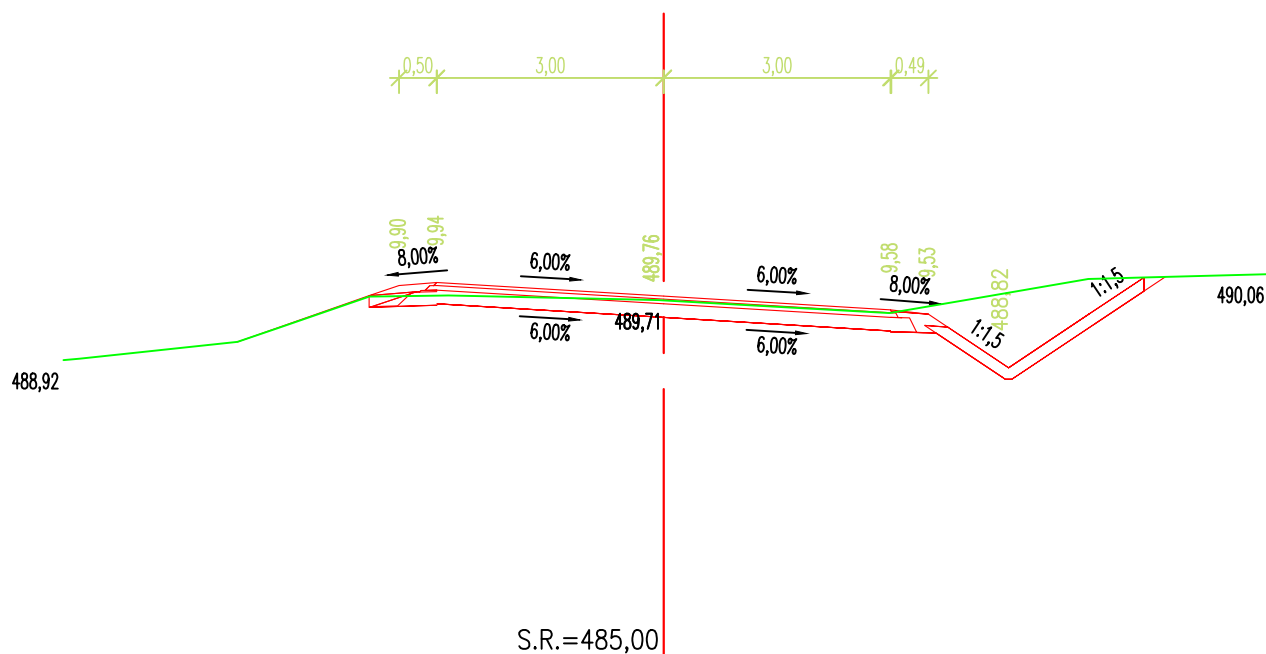 0,50 3,00 3,00 0,49
9,90 9,94 489,76 9,58 9,53 488,82
8,00% 6,00% 6,00% 8,00% 1:1,5
490,06
489,71
6,00% 6,00% 1:1,5
488,92
S.R.=485,00